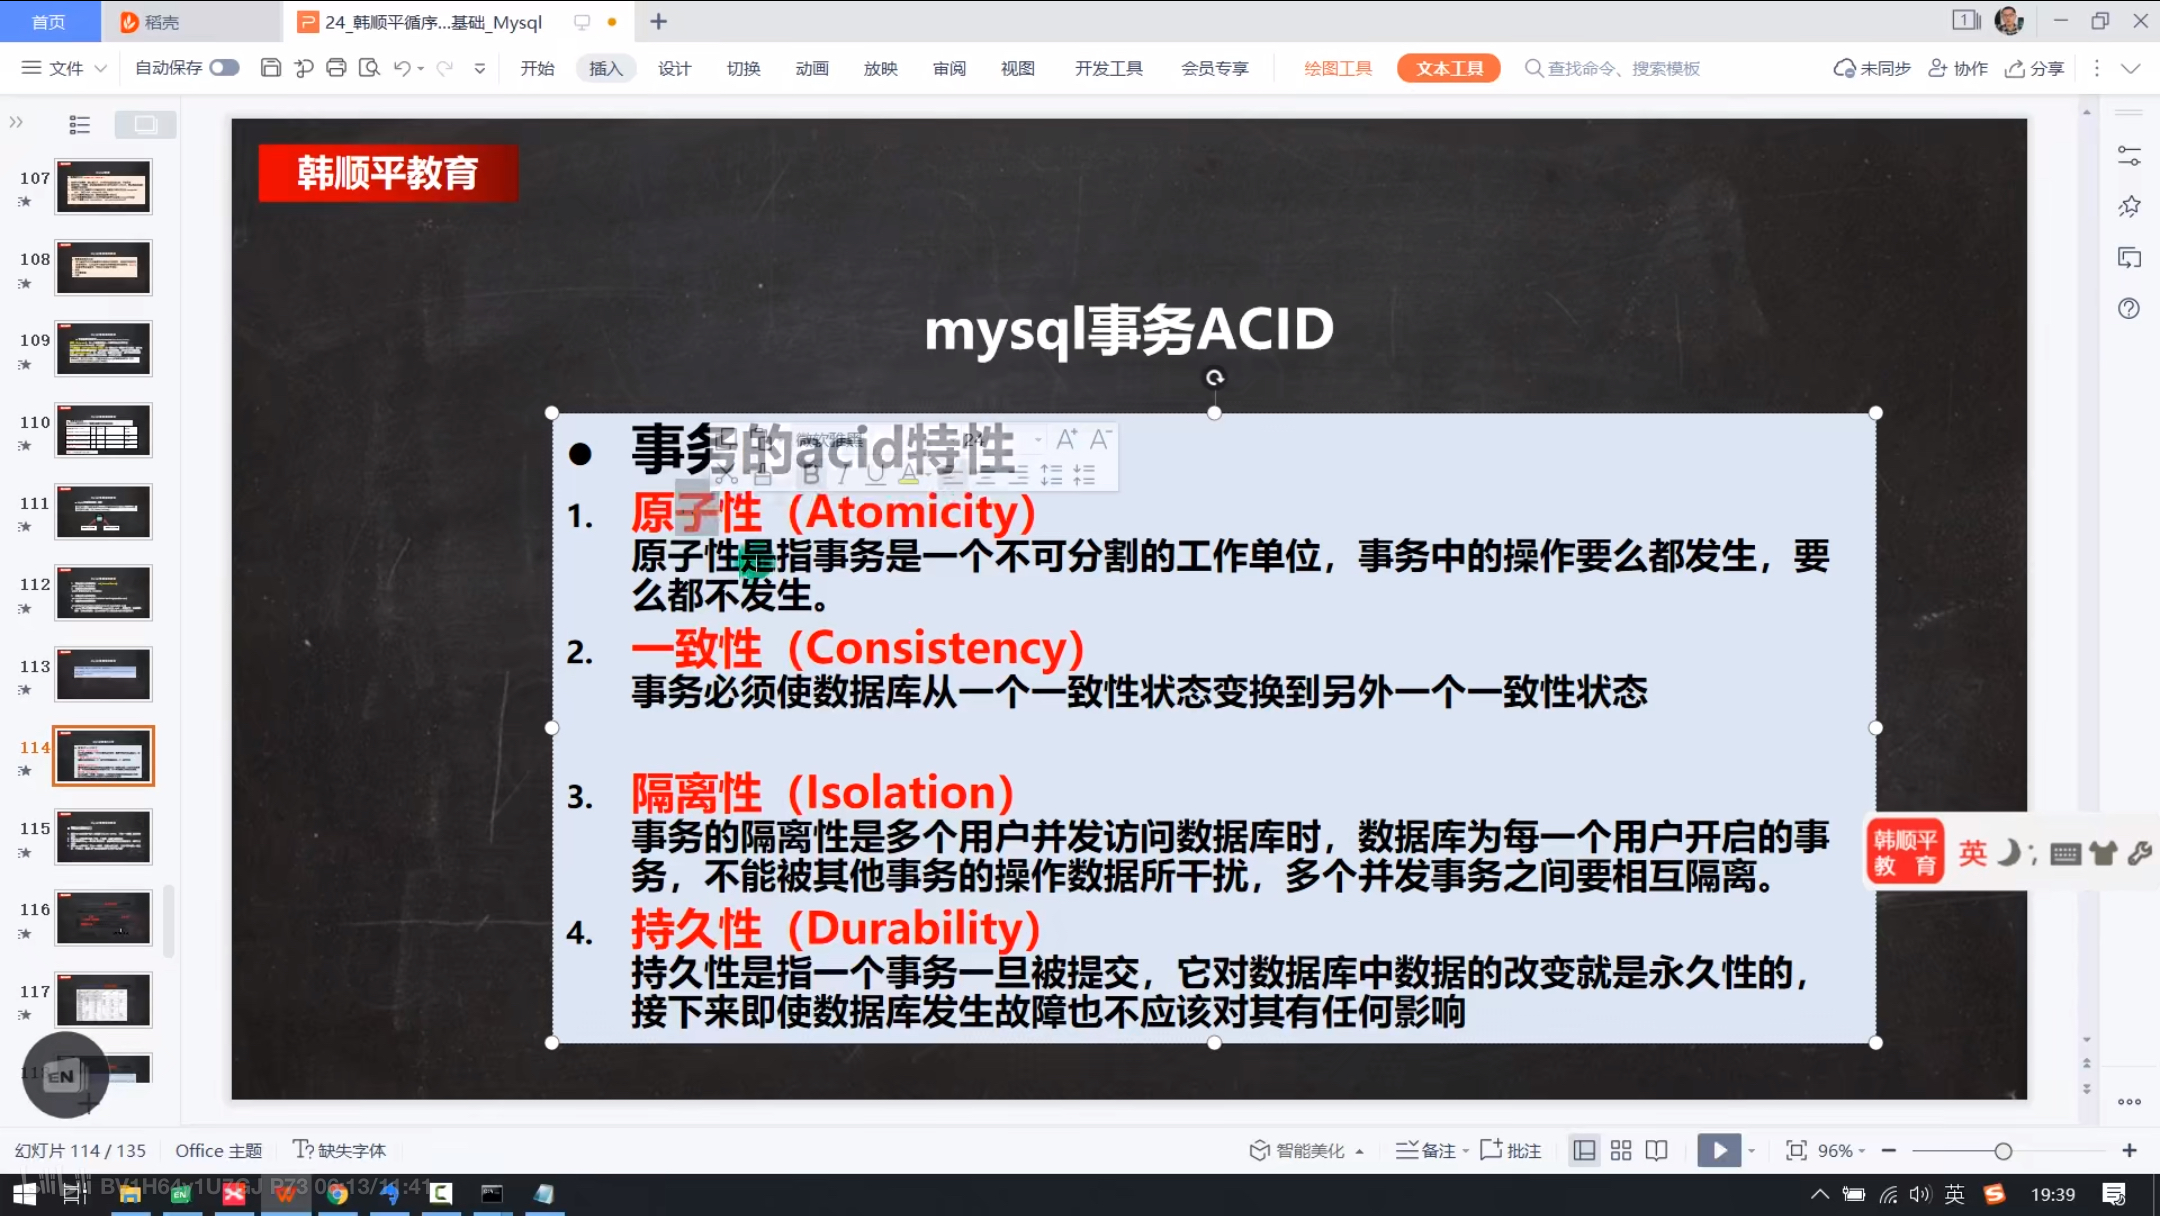 首页
稻壳
24_韩顺平循序...基础_Mysql
1
文件
自动保存
开始
插入
设计
切换
动画
放映
审阅
视图
开发工具
会员专享
绘图工具
文本工具
查找命令、搜索模板
未同步
协作
分享
107
108
109
110
111
112
113
114
115
116
117
韩顺平教育
mysql事务ACID
事务的acid特性
微软雅黑
24
A+ A-
B I U A
1. 原子性（Atomicity）
原子性是指事务是一个不可分割的工作单位，事务中的操作要么都发生，要
么都不发生。
2. 一致性（Consistency）
事务必须使数据库从一个一致性状态变换到另外一个一致性状态
3. 隔离性（Isolation）
事务的隔离性是多个用户并发访问数据库时，数据库为每一个用户开启的事
务，不能被其他事务的操作数据所干扰，多个并发事务之间要相互隔离。
4. 持久性（Durability）
持久性是指一个事务一旦被提交，它对数据库中数据的改变就是永久性的，
接下来即使数据库发生故障也不应该对其有任何影响
韩顺平
教育
英
EN
幻灯片 114 / 135
Office 主题
缺失字体
智能美化
备注
批注
96%
BV1H64y1U7GJ P73 06:13/11:41
英
19:39